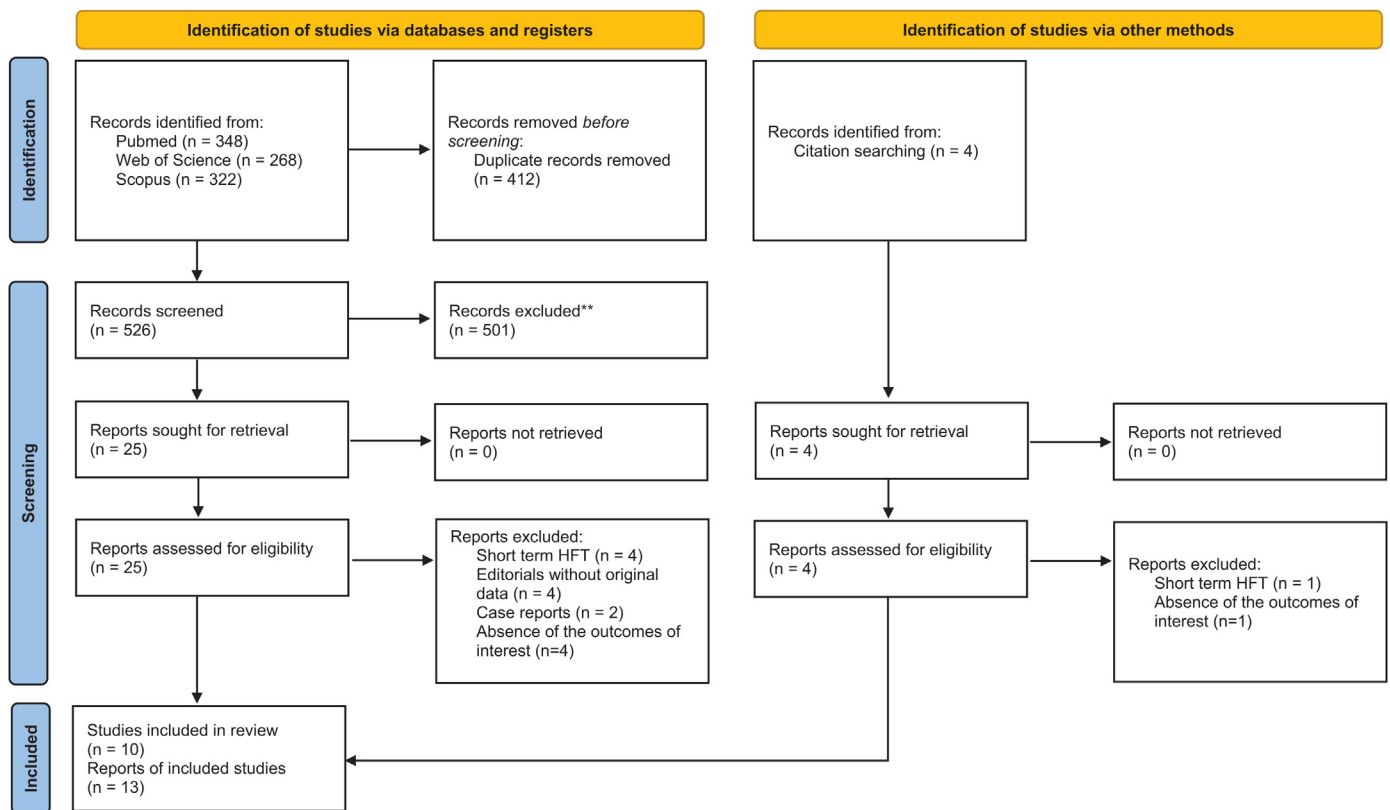 Identification of studies via databases and registers
Identification of studies via other methods
Identification
Records identified from:
Pubmed (n = 348)
Web of Science (n = 268)
Scopus (n = 322)
Records removed before
screening:
Duplicate records removed
(n = 412)
Records identified from:
Citation searching (n = 4)
Screening
Records screened
(n = 526)
Records excluded**
(n = 501)
Reports sought for retrieval
(n = 25)
Reports not retrieved
(n = 0)
Reports sought for retrieval
(n = 4)
Reports not retrieved
(n = 0)
Reports assessed for eligibility
(n = 25)
Reports excluded:
Short term HFT (n = 4)
Editorials without original
data (n = 4)
Case reports (n = 2)
Absence of the outcomes of
interest (n=4)
Reports assessed for eligibility
(n = 4)
Reports excluded:
Short term HFT (n = 1)
Absence of the outcomes of
interest (n=1)
Included
Studies included in review
(n = 10)
Reports of included studies
(n = 13)